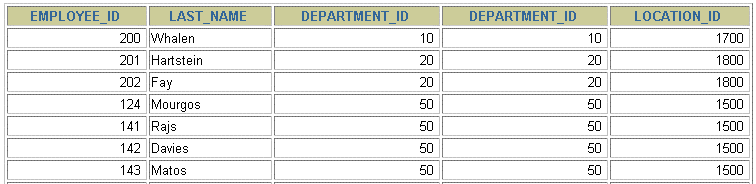 EMPLOYEE_ID LAST_NAME DEPARTMENT_ID DEPARTMENT_ID LOCATION_ID
200 Whalen 10 10 1700
201 Hartstein 20 20 1800
202 Fay 20 20 1800
124 Mourgos 50 50 1500
141 Rajs 50 50 1500
142 Davies 50 50 1500
143 Matos 50 50 1500